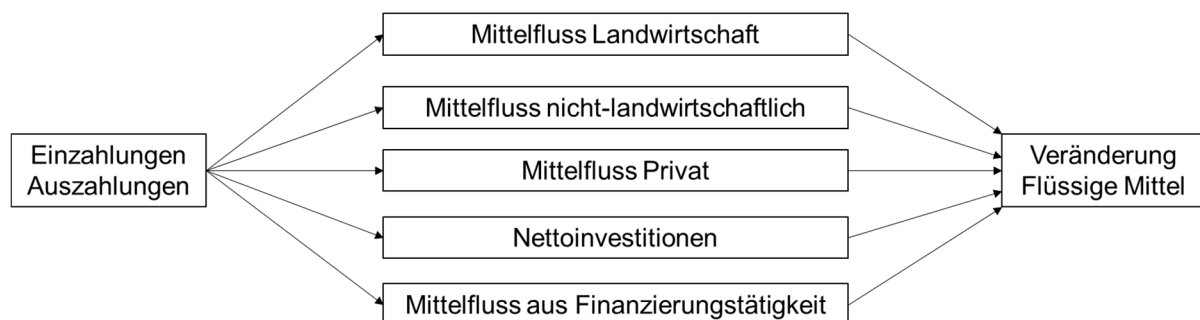 Mittelfluss Landwirtschaft
Mittelfluss nicht-landwirtschaftlich
Einzahlungen
Auszahlungen
Mittelfluss Privat
Veränderung
Flüssige Mittel
Nettoinvestitionen
Mittelfluss aus Finanzierungstätigkeit